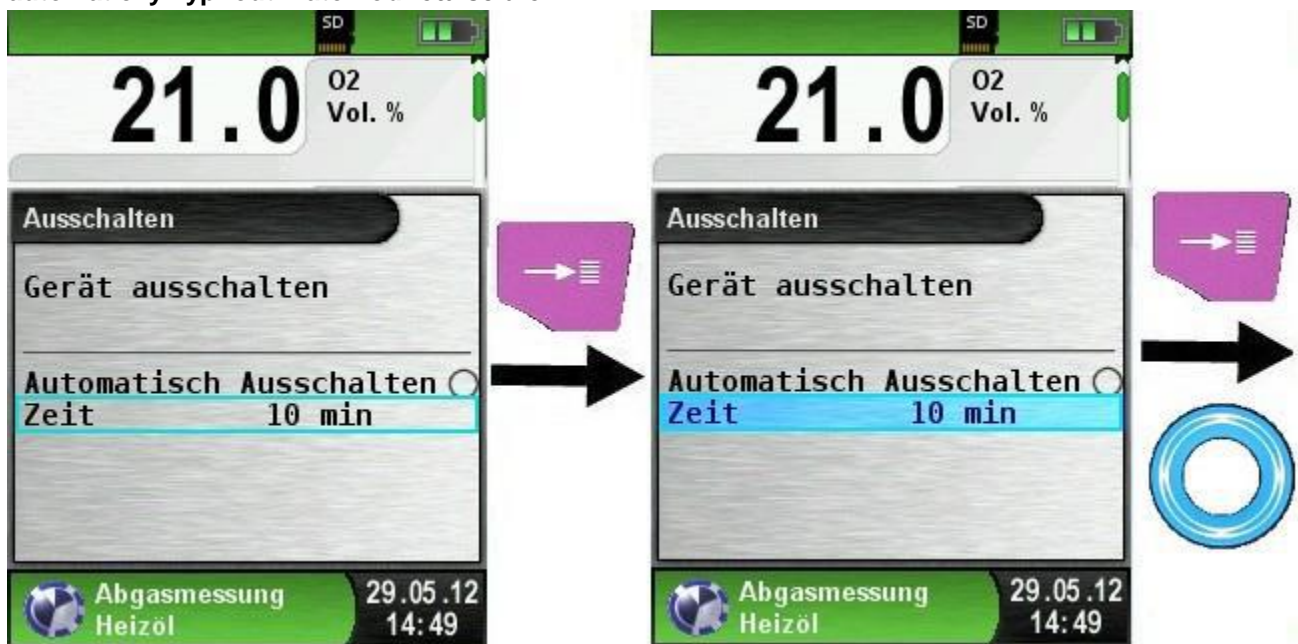 SD
21.0
O2
Vol. %
Ausschalten
Gerät ausschalten
Automatisch Ausschalten
Zeit 10 min
Abgasmessung
Heizöl
29.05.12
14:49
SD
21.0
O2
Vol. %
Ausschalten
Gerät ausschalten
Automatisch Ausschalten
Zeit 10 min
Abgasmessung
Heizöl
29.05.12
14:49